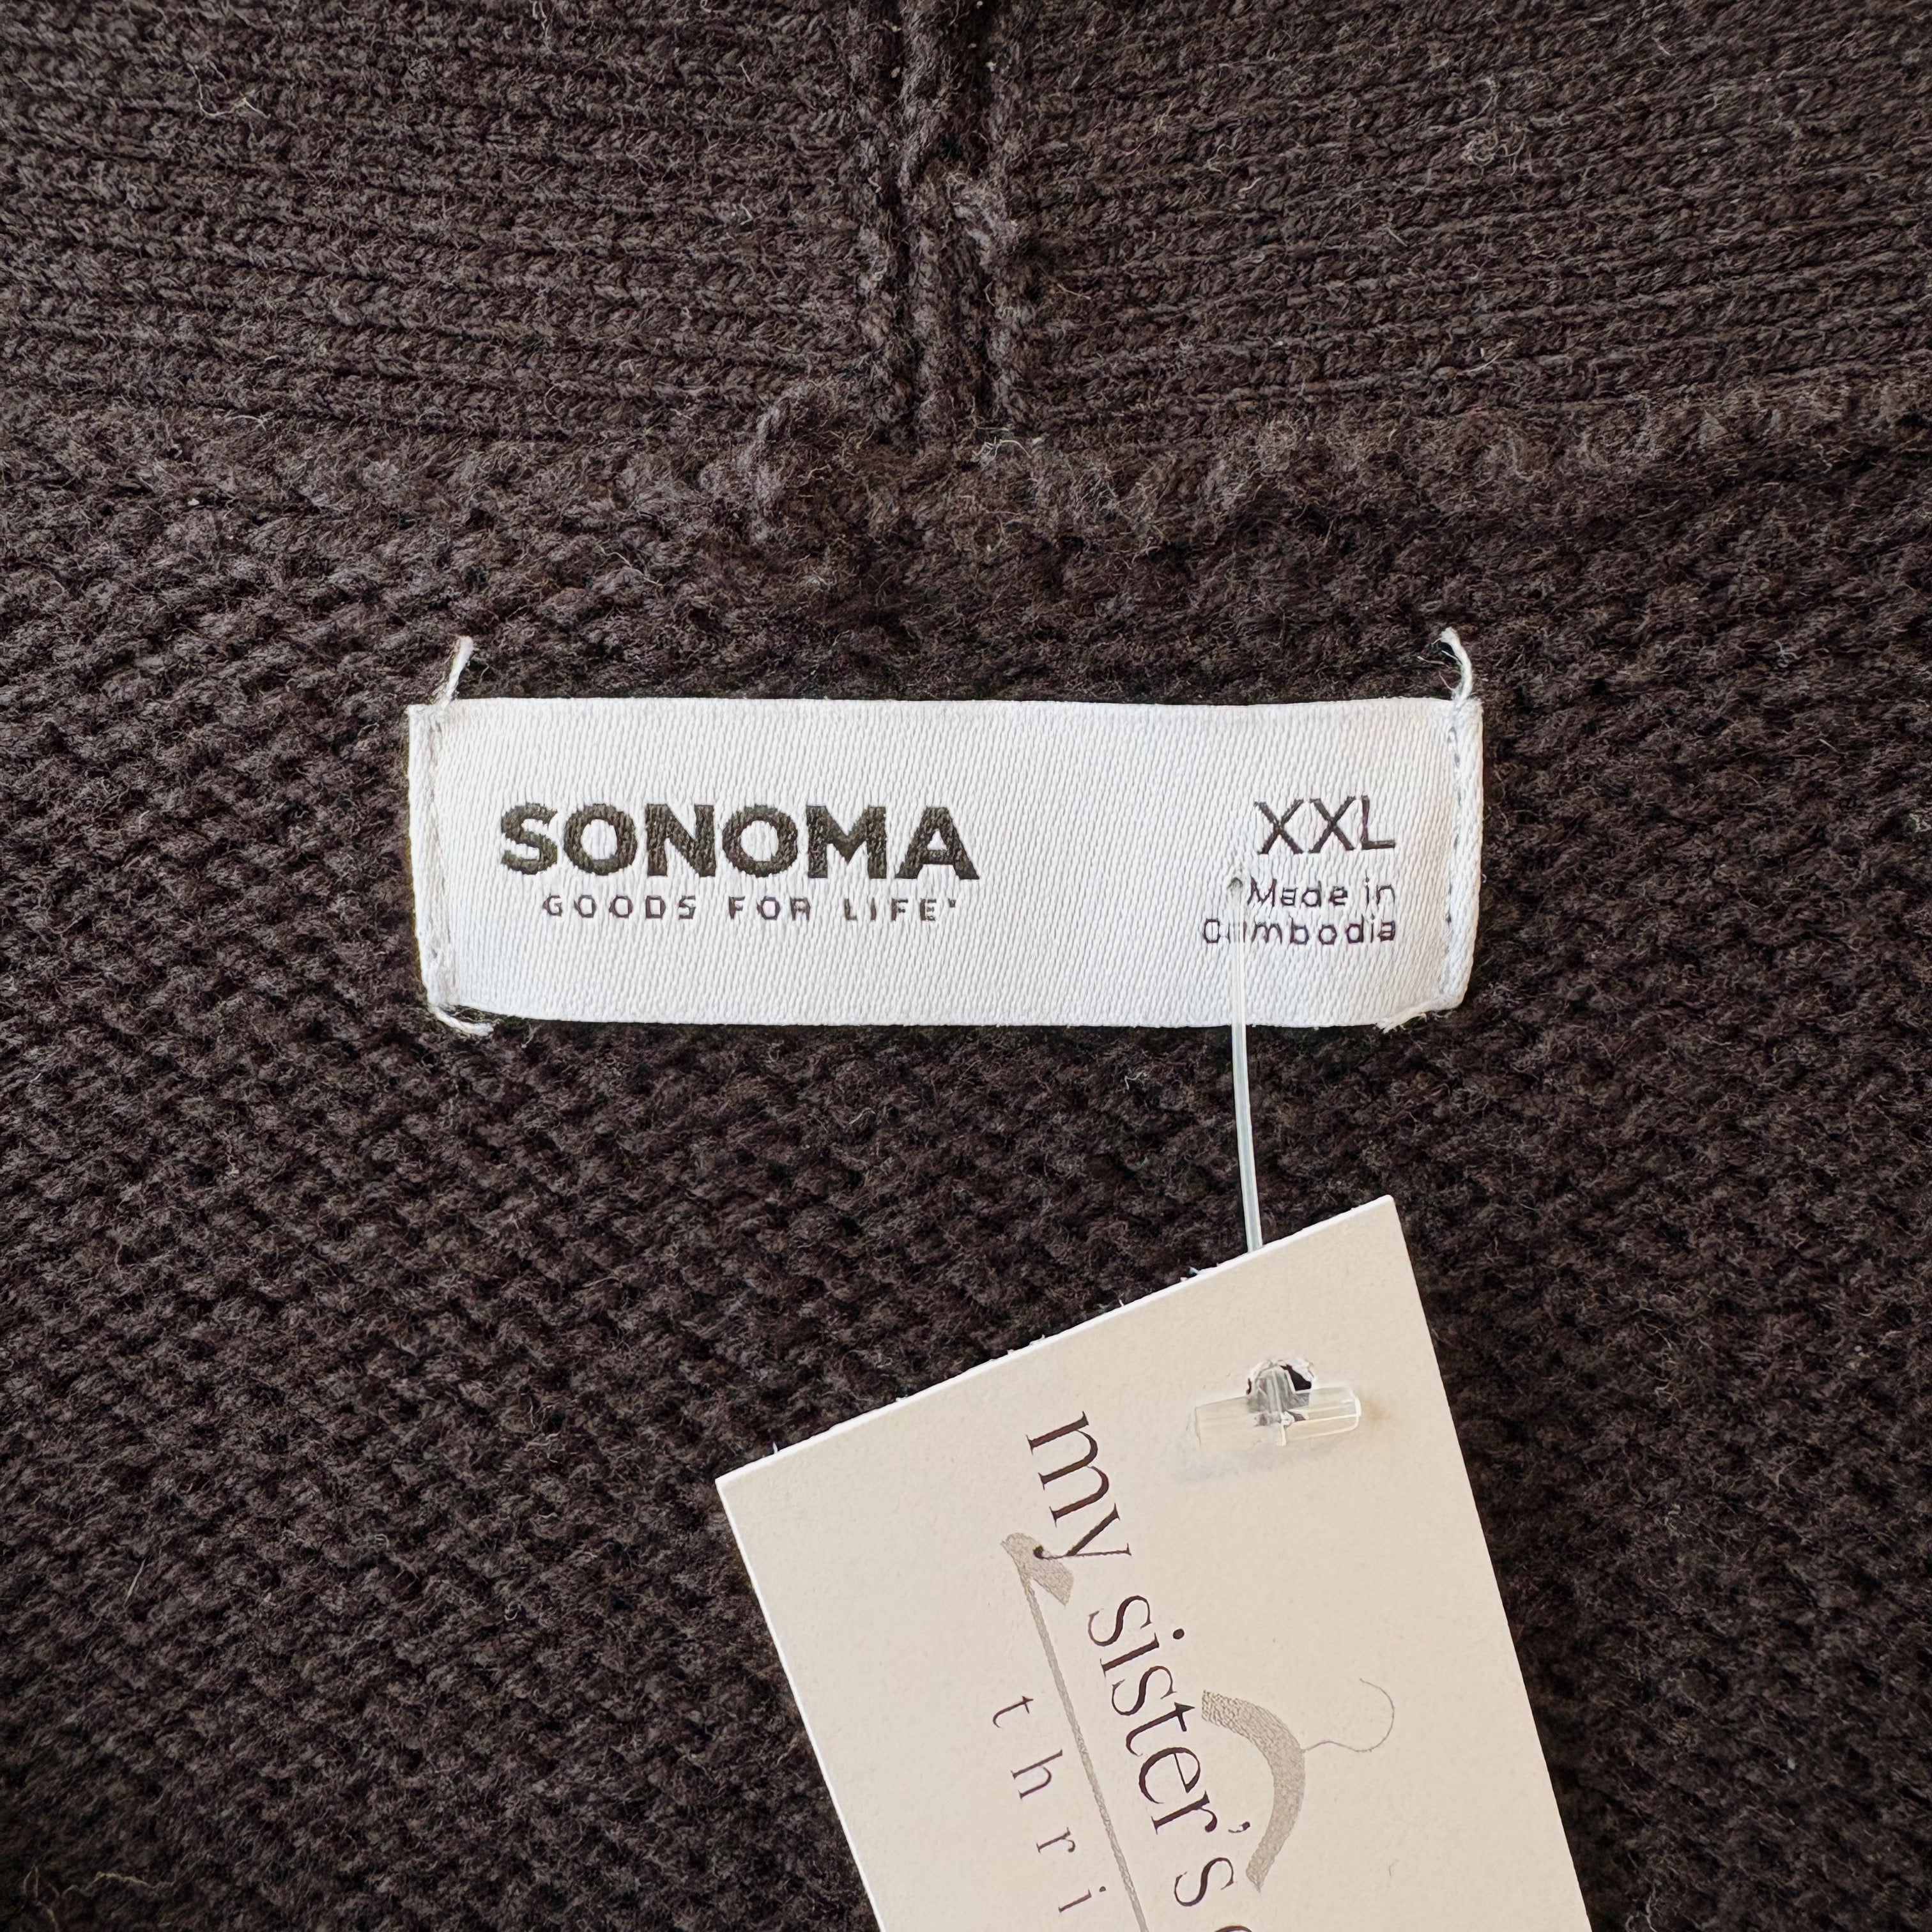 SONOMA
GOODS FOR LIFE
XXL
Made in
Cambodia
my sister's
thri